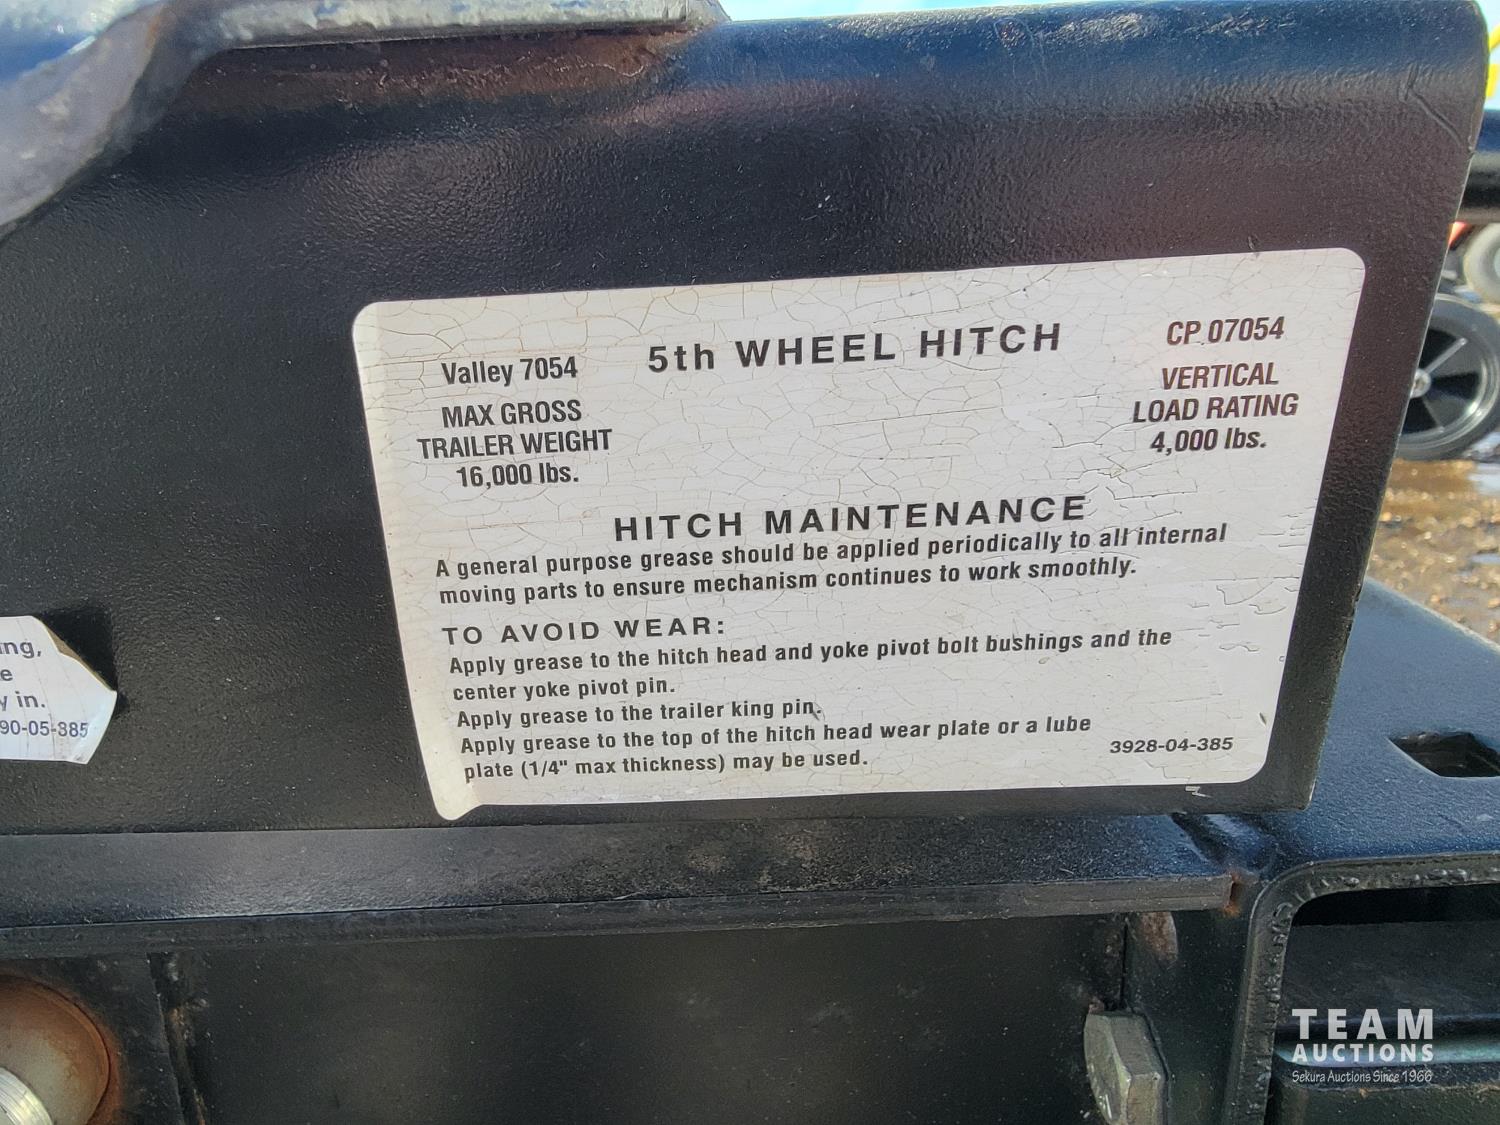 Valley 7054
5th WHEEL HITCH
CP 07054
MAX GROSS
TRAILER WEIGHT
16,000 lbs.
VERTICAL
LOAD RATING
4,000 lbs.
HITCH MAINTENANCE
A general purpose grease should be applied periodically to all internal
moving parts to ensure mechanism continues to work smoothly.
TO AVOID WEAR:
Apply grease to the hitch head and yoke pivot bolt bushings and the
center yoke pivot pin.
Apply grease to the trailer king pin.
Apply grease to the top of the hitch head wear plate or a lube
plate (1/4" max thickness) may be used.
3928-04-385
in.
90-05-385
TEAM
AUCTIONS
Sekura Auctions Since 1966